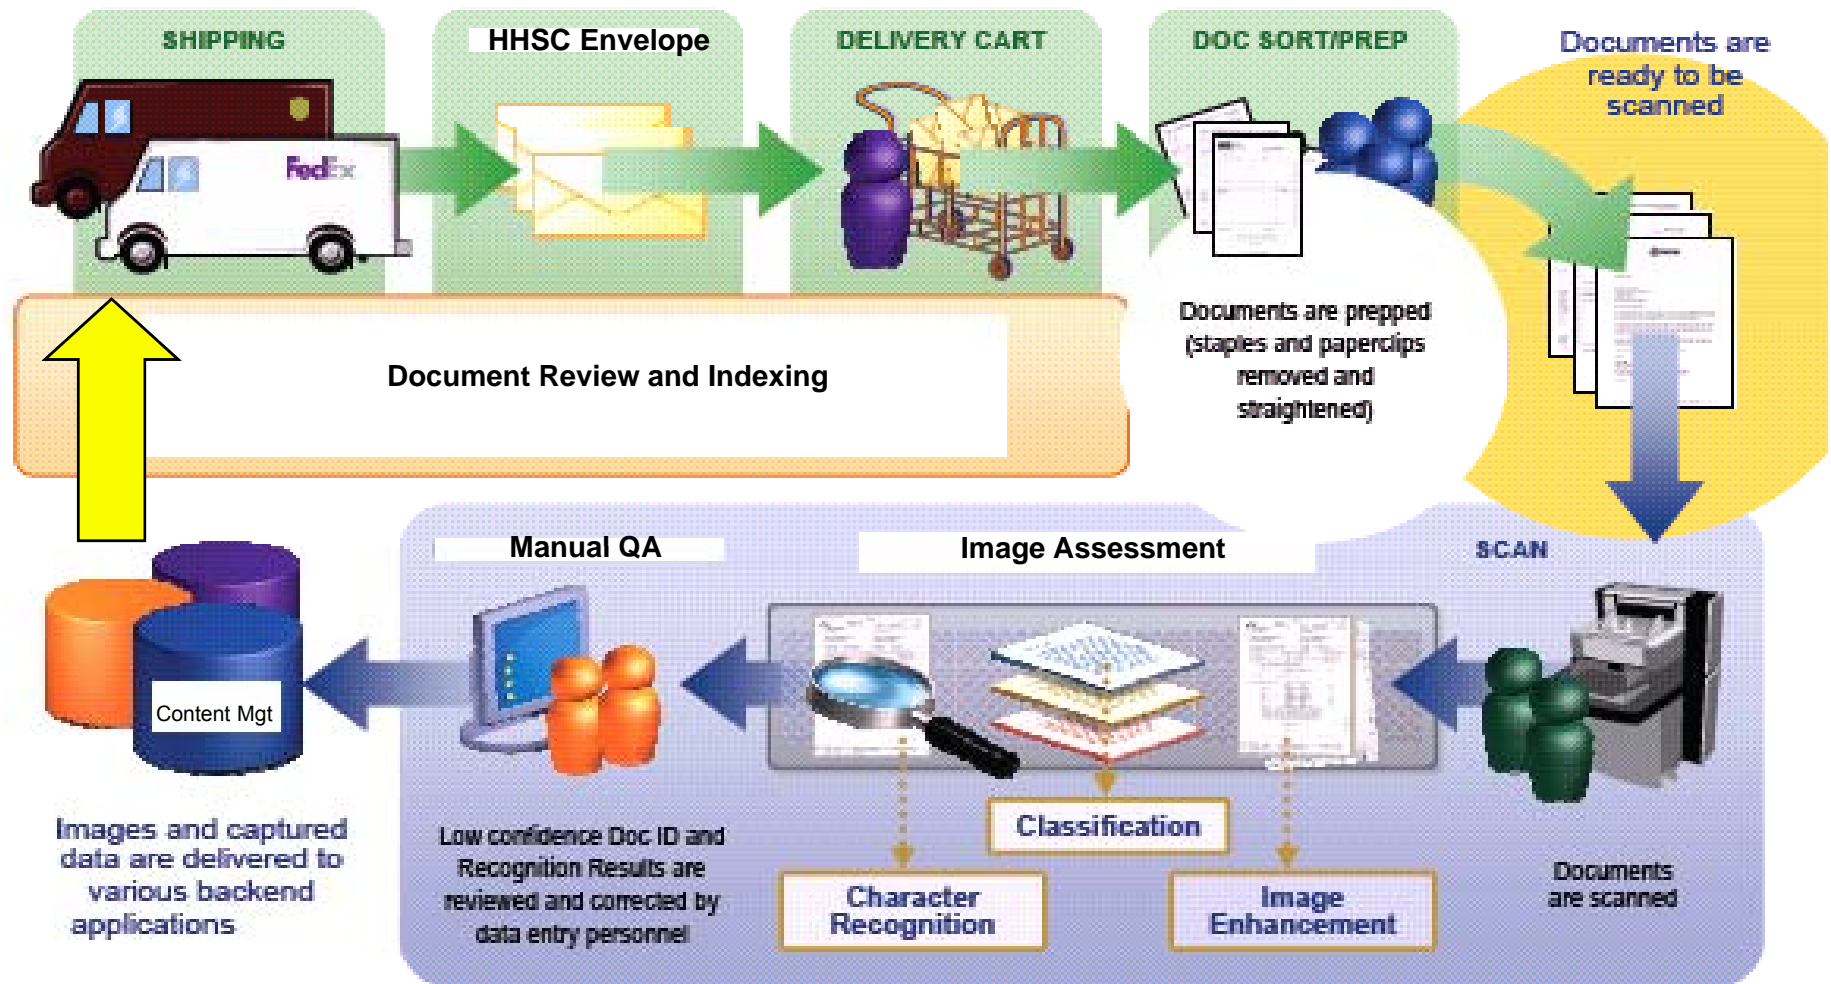 SHIPPING
HHSC Envelope
DELIVERY CART
DOC SORT/PREP
Documents are
ready to be
scanned
FedEx
Documents are prepped
(staples and paperclips
removed and
straightened)
Document Review and Indexing
Manual QA
Image Assessment
SCAN
Content Mgt
Images and captured
data are delivered to
various backend
applications
Low confidence Doc ID and
Recognition Results are
reviewed and corrected by
data entry personnel
Classification
Character
Recognition
Image
Enhancement
Documents
are scanned